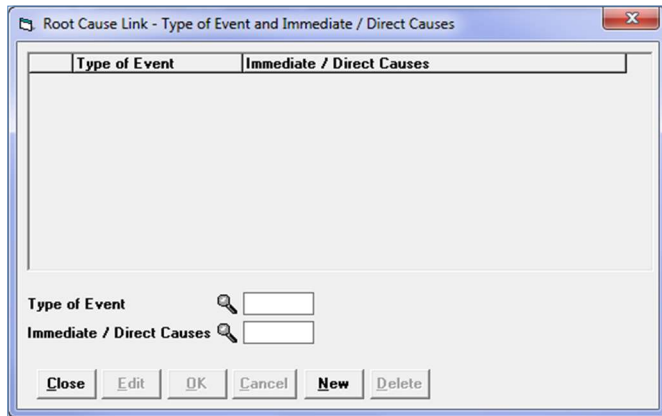 Root Cause Link - Type of Event and Immediate / Direct Causes
Type of Event Immediate / Direct Causes
Type of Event
Immediate / Direct Causes
Close Edit OK Cancel New Delete